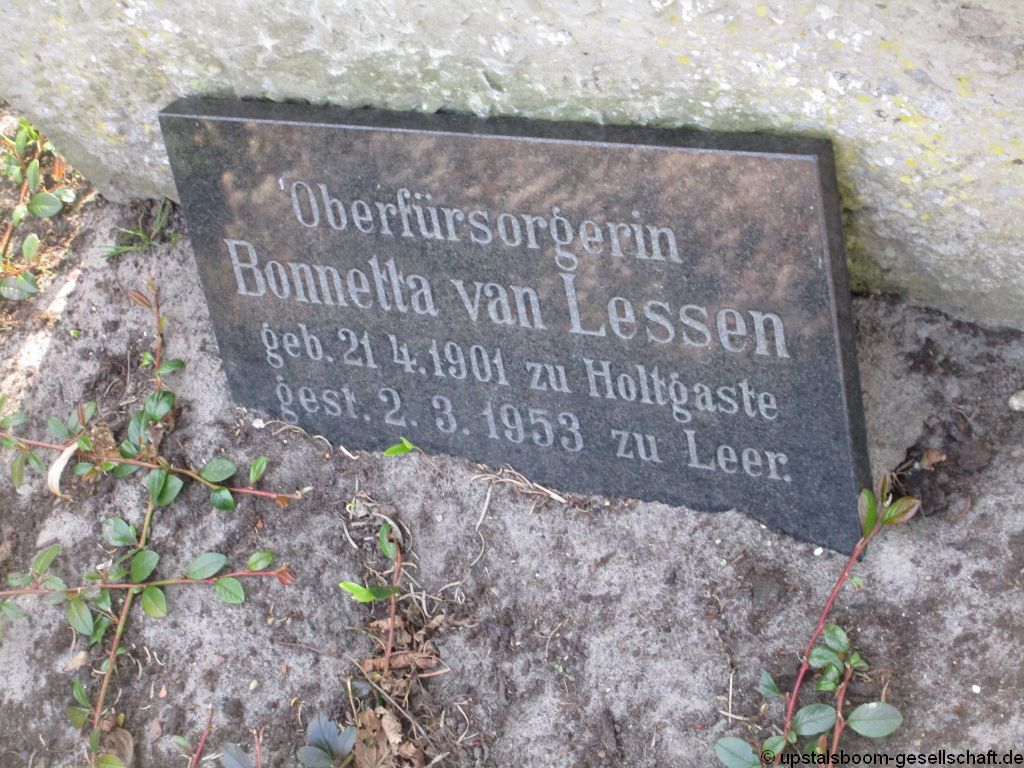 Oberfürsorgerin
Bonnetta van Lessen
geb. 21.4.1901 zu Holtgaste
gest. 2.3.1953 zu Leer.
© upstalsboom-gesellschaft.de